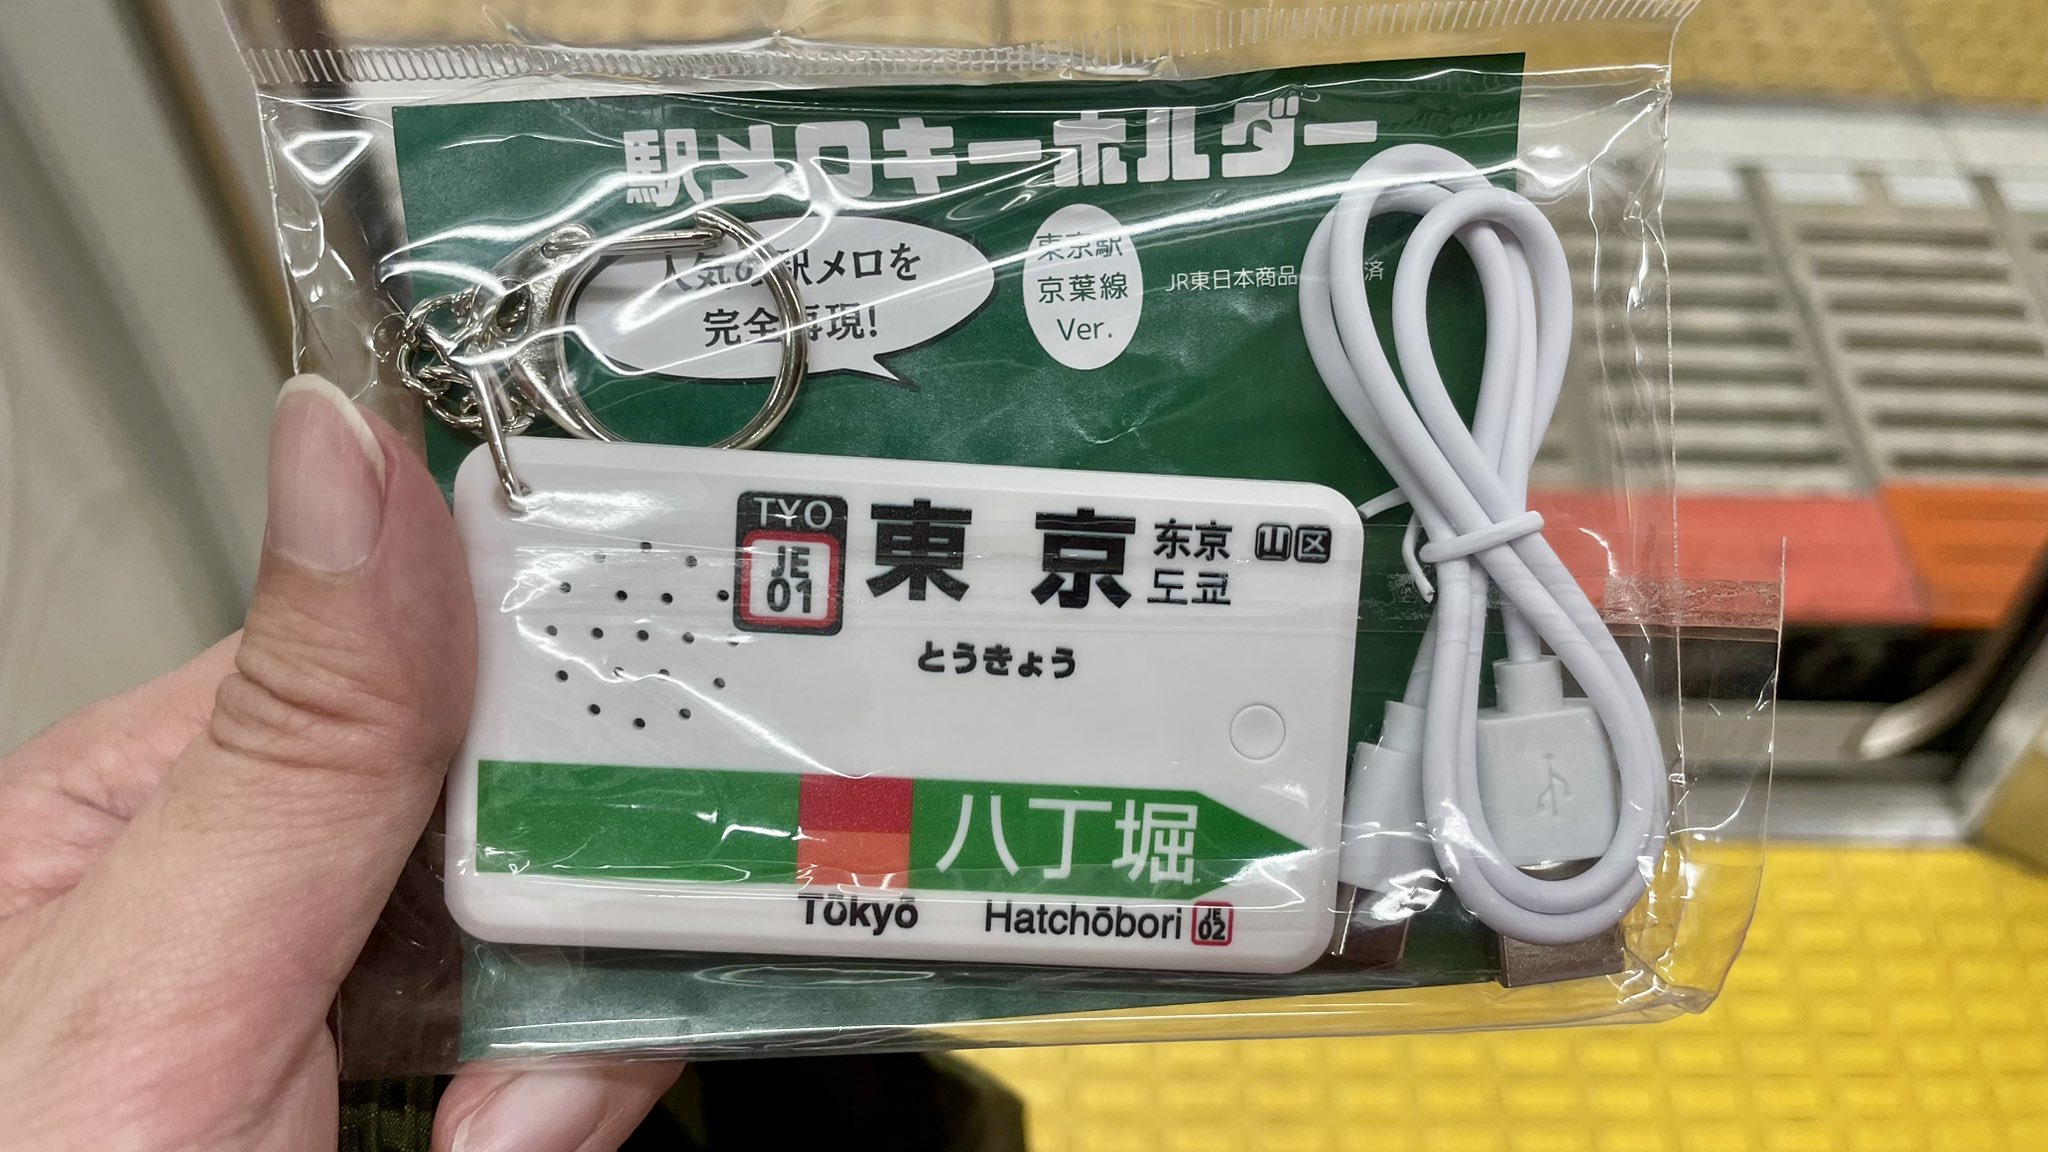 駅メロキーホルダー
人気の駅メロを
完全再現!
東京駅
京葉線
Ver.
JR東日本商品 済
TYO
JE
01
東京
东京
도쿄
山区
とうきょう
八丁堀
Tōkyō
Hatchōbori
JE
02